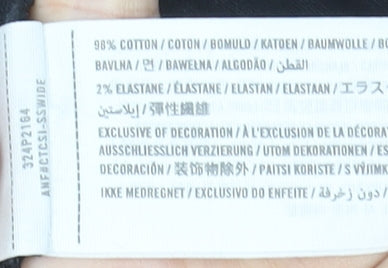 98% COTTON / COTON / BOMULD / KATOEN / BAUMWOLLE /
BAVLNA / 면 / BAWEŁNA / ALGODÃO / القطن
2% ELASTANE / ÉLASTANE / ELASTAN / ELASTAAN / エラス
إيلاستين / 彈性纖維
EXCLUSIVE OF DECORATION / À L'EXCLUSION DE LA DÉCORA
AUSSCHLIESSLICH VERZIERUNG / UTOM DEKORATIONEN / ES
DECORACIÓN / 装饰物除外 / PAITSI KORISTE / S VÝJIMK
IKKE MEDREGNET / EXCLUSIVO DO ENFEITE / دون زخرفة /
324P2164
ANF#CTCSI-SSWIDE